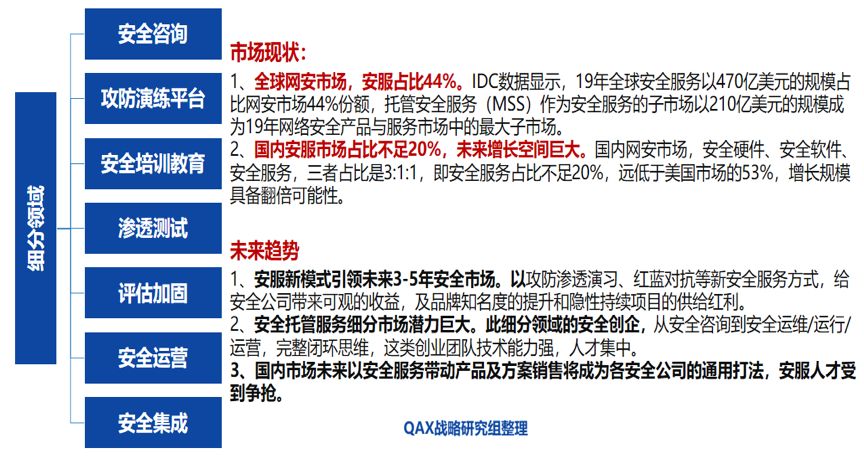 细分领域
安全咨询
攻防演练平台
安全培训教育
渗透测试
评估加固
安全运营
安全集成
市场现状：
1、全球网安市场，安服占比44%。IDC数据显示，19年全球安全服务以470亿美元的规模占
比网安市场44%份额，托管安全服务（MSS）作为安全服务的子市场以210亿美元的规模成
为19年网络安全产品与服务市场中的最大子市场。
2、国内安服市场占比不足20%，未来增长空间巨大。国内网安市场，安全硬件、安全软件、
安全服务，三者占比是3:1:1，即安全服务占比不足20%，远低于美国市场的53%，增长规模
具备翻倍可能性。
未来趋势
1、安服新模式引领未来3-5年安全市场。以攻防渗透演习、红蓝对抗等新安全服务方式，给
安全公司带来可观的收益，及品牌知名度的提升和隐性持续项目的供给红利。
2、安全托管服务细分市场潜力巨大。此细分领域的安全创企，从安全咨询到安全运维/运行/
运营，完整闭环思维，这类创业团队技术能力强，人才集中。
3、国内市场未来以安全服务带动产品及方案销售将成为各安全公司的通用打法，安服人才受
到争抢。
QAX战略研究组整理